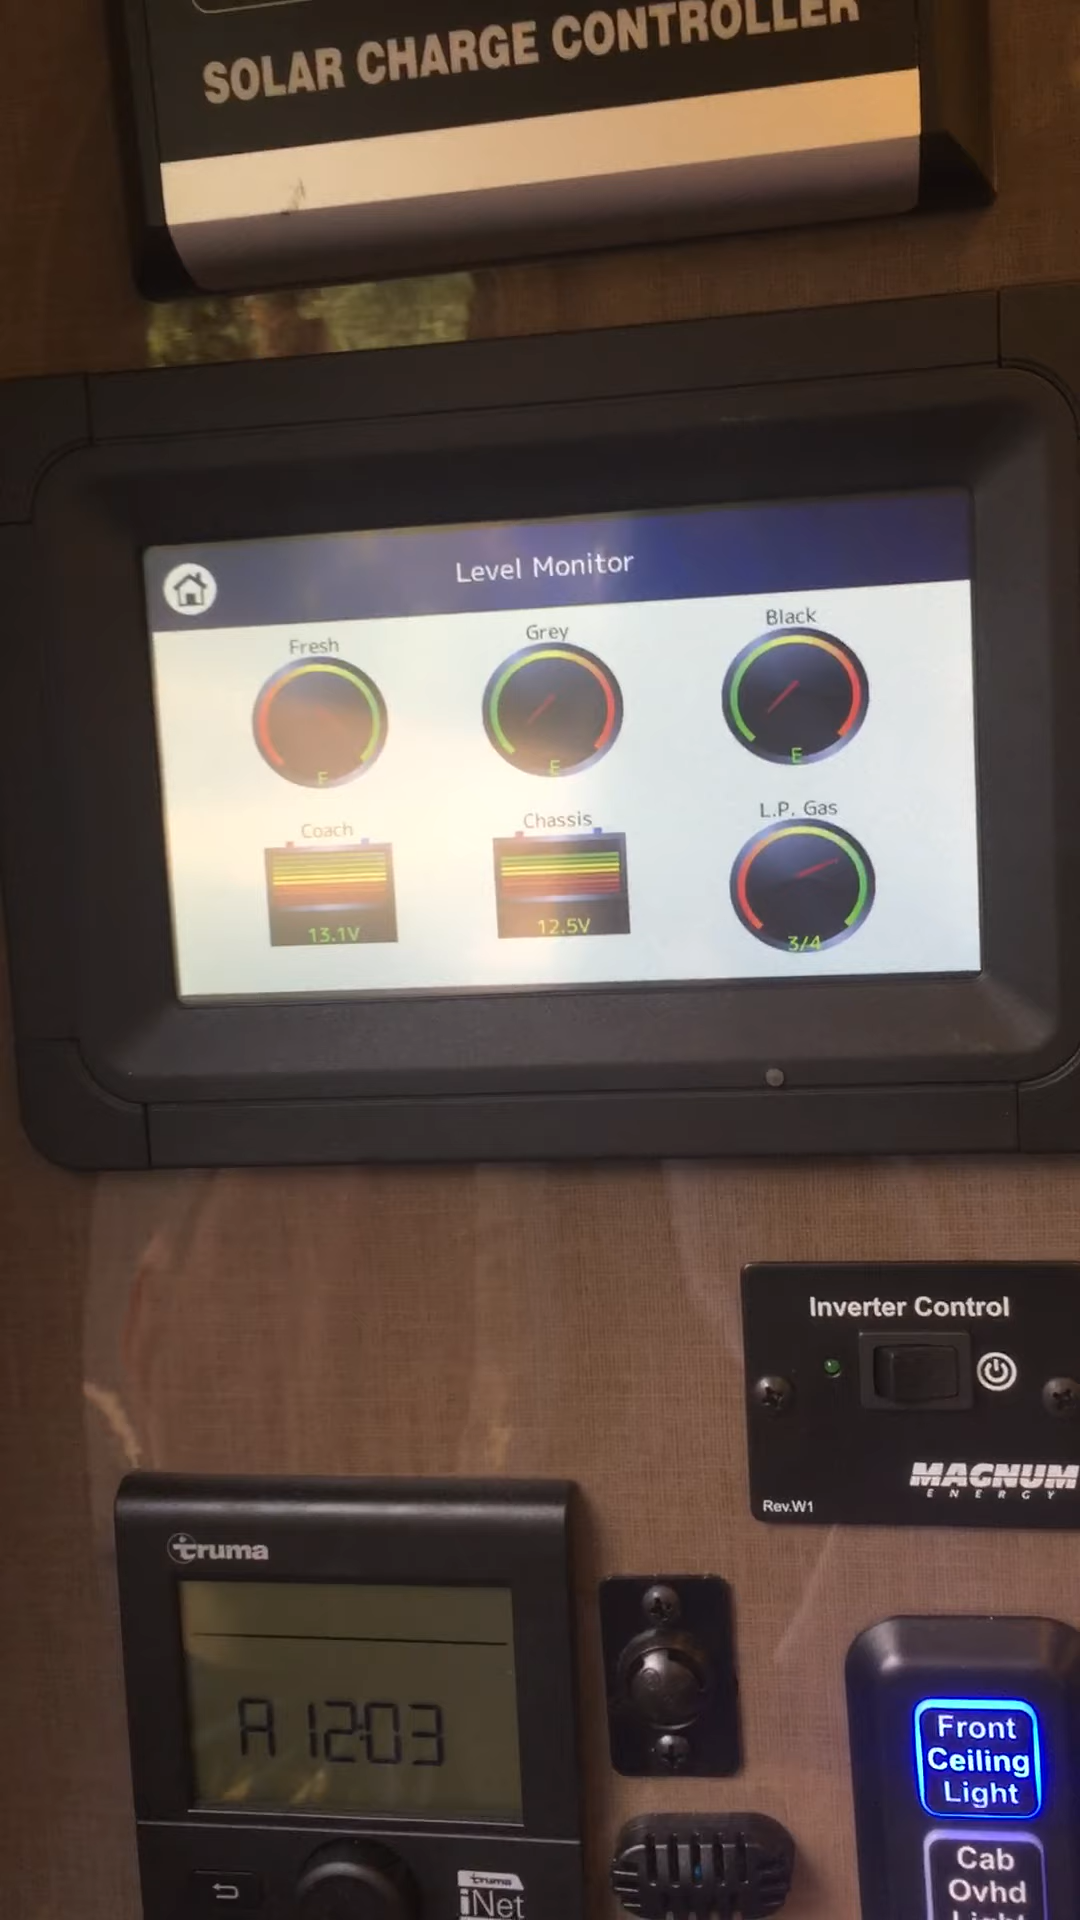 SOLAR CHARGE CONTROLLER
Level Monitor
Fresh
Grey
Black
E
E
Coach
Chassis
L.P. Gas
13.1V
12.5V
3/4
Inverter Control
MAGNUM
ENERGY
Rev.W1
truma
A 12:03
Front
Ceiling
Light
Cab
Ovhd
truma
iNet